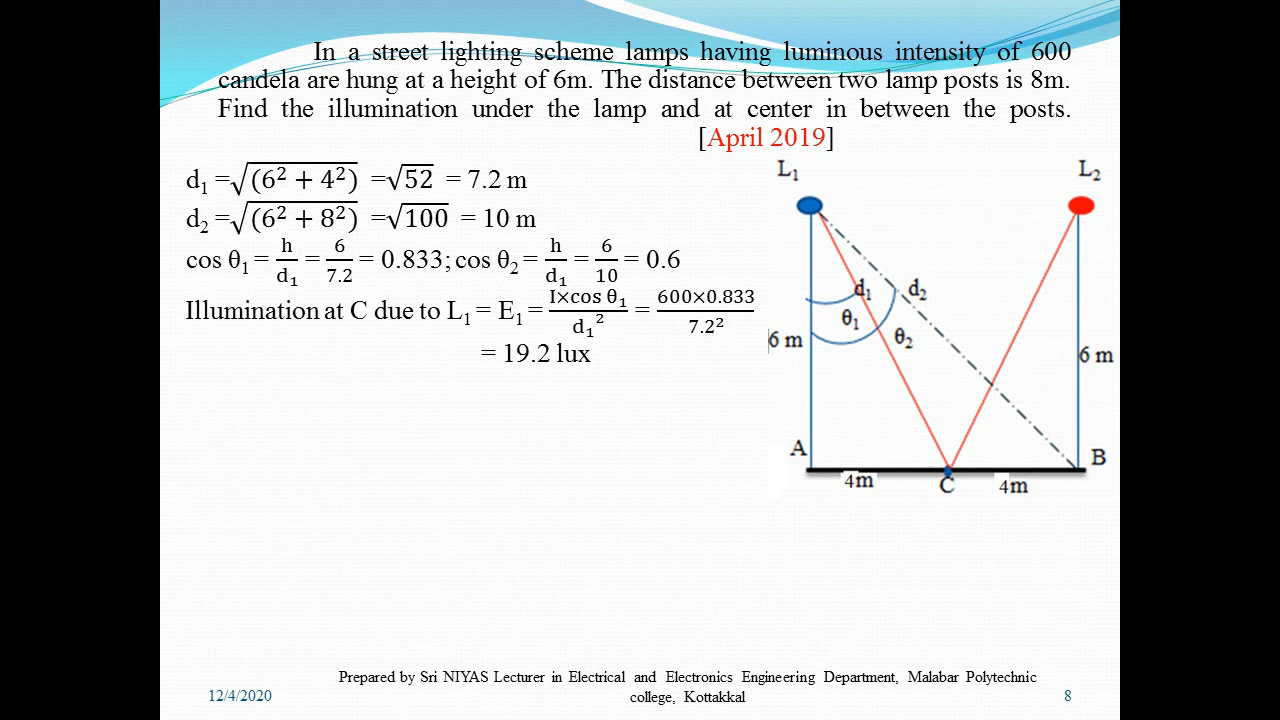 In a street lighting scheme lamps having luminous intensity of 600
candela are hung at a height of 6m. The distance between two lamp posts is 8m.
Find the illumination under the lamp and at center in between the posts.
[April 2019]
d₁ =√(6² + 4²) =√52 = 7.2 m
d₂ =√(6² + 8²) =√100 = 10 m
cos θ₁ = h/d₁ = 6/7.2 = 0.833; cos θ₂ = h/d₁ = 6/10 = 0.6
Illumination at C due to L₁ = E₁ = I×cos θ₁/d₁² = 600×0.833/7.2²
= 19.2 lux
L₁ L₂
d₁ d₂
θ₁ θ₂
6 m 6 m
A B
4m C 4m
Prepared by Sri NIYAS Lecturer in Electrical and Electronics Engineering Department, Malabar Polytechnic
12/4/2020 college, Kottakkal 8